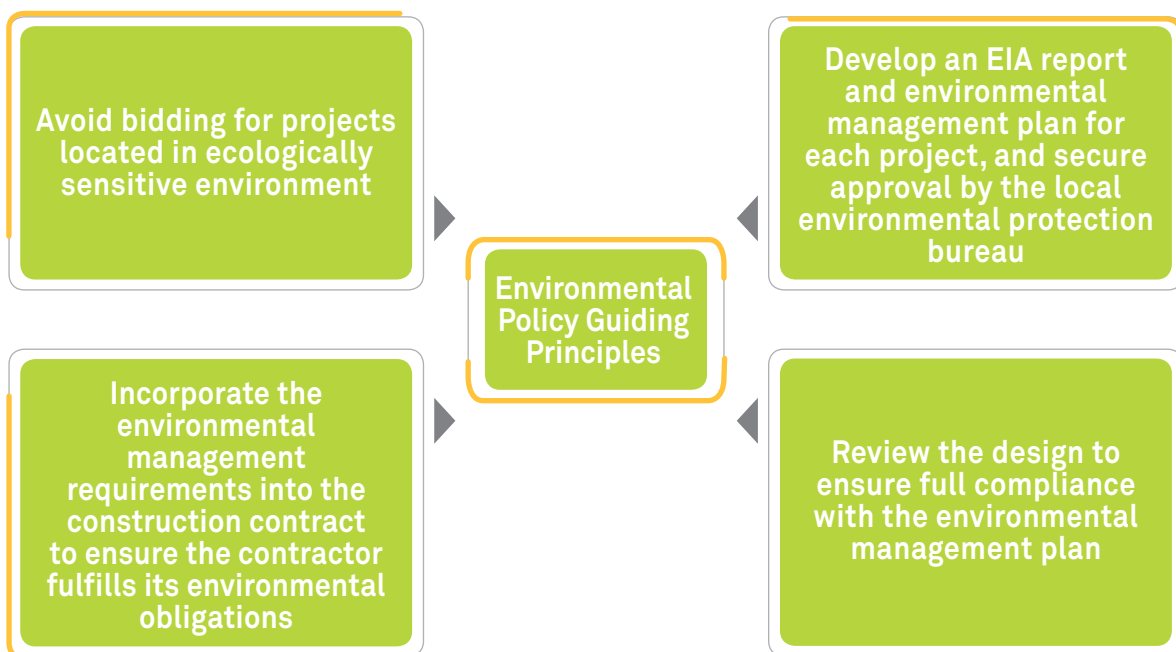 Avoid bidding for projects
located in ecologically
sensitive environment
Develop an EIA report
and environmental
management plan for
each project, and secure
approval by the local
environmental protection
bureau
Environmental
Policy Guiding
Principles
Incorporate the
environmental
management
requirements into the
construction contract
to ensure the contractor
fulfills its environmental
obligations
Review the design to
ensure full compliance
with the environmental
management plan